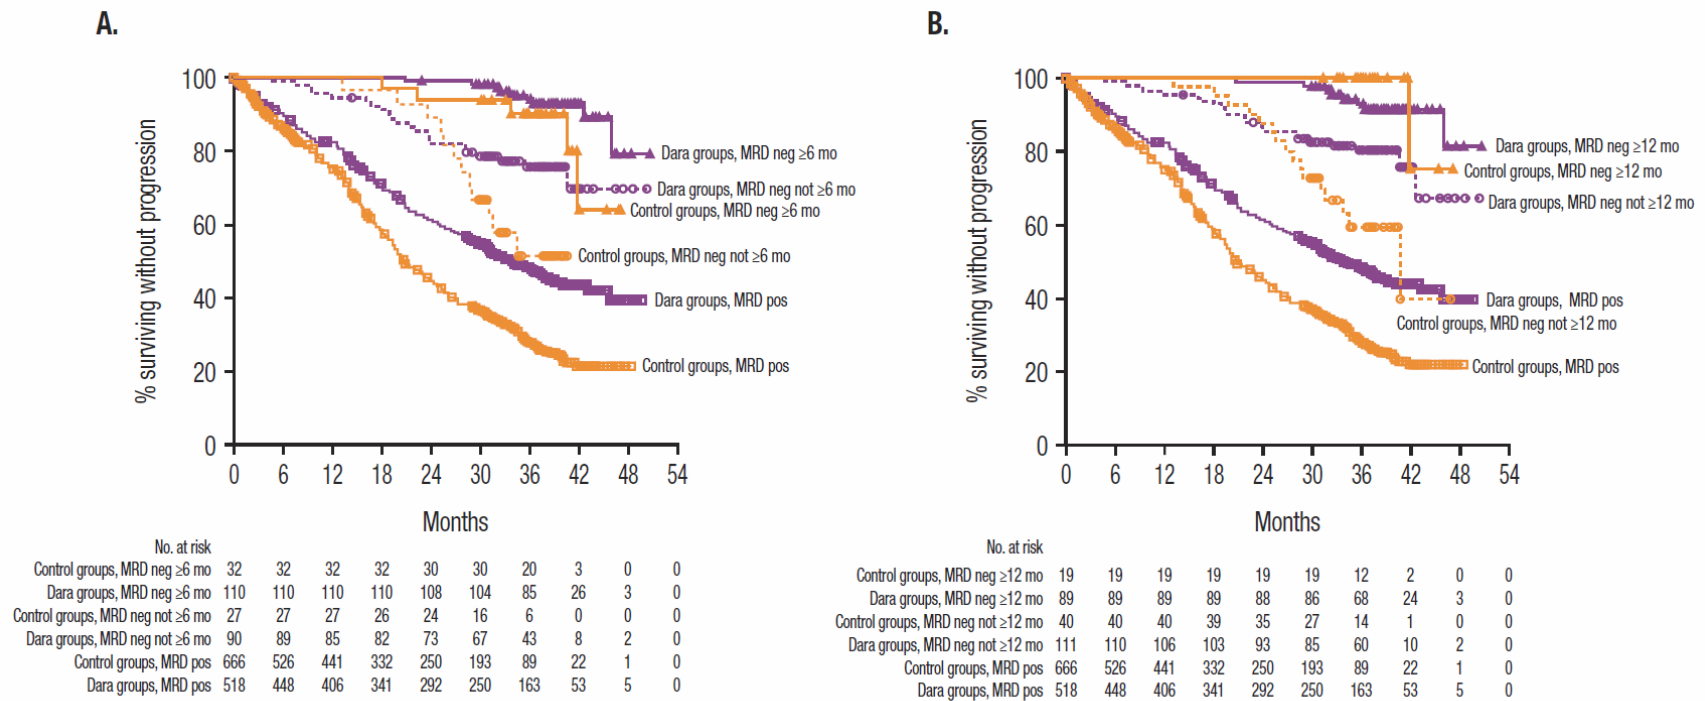 A.
% surviving without progression
100
80
60
40
20
0
Dara groups, MRD neg ≥6 mo
Dara groups, MRD neg not ≥6 mo
Control groups, MRD neg ≥6 mo
Control groups, MRD neg not ≥6 mo
Dara groups, MRD pos
Control groups, MRD pos
0 6 12 18 24 30 36 42 48 54
Months
No. at risk
Control groups, MRD neg ≥6 mo 32 32 32 32 30 30 20 3 0 0
Dara groups, MRD neg ≥6 mo 110 110 110 110 108 104 85 26 3 0
Control groups, MRD neg not ≥6 mo 27 27 27 26 24 16 6 0 0 0
Dara groups, MRD neg not ≥6 mo 90 89 85 82 73 67 43 8 2 0
Control groups, MRD pos 666 526 441 332 250 193 89 22 1 0
Dara groups, MRD pos 518 448 406 341 292 250 163 53 5 0
B.
% surviving without progression
100
80
60
40
20
0
Dara groups, MRD neg ≥12 mo
Control groups, MRD neg ≥12 mo
Dara groups, MRD neg not ≥12 mo
Dara groups, MRD pos
Control groups, MRD neg not ≥12 mo
Control groups, MRD pos
0 6 12 18 24 30 36 42 48 54
Months
No. at risk
Control groups, MRD neg ≥12 mo 19 19 19 19 19 19 12 2 0 0
Dara groups, MRD neg ≥12 mo 89 89 89 89 88 86 68 24 3 0
Control groups, MRD neg not ≥12 mo 40 40 40 39 35 27 14 1 0 0
Dara groups, MRD neg not ≥12 mo 111 110 106 103 93 85 60 10 2 0
Control groups, MRD pos 666 526 441 332 250 193 89 22 1 0
Dara groups, MRD pos 518 448 406 341 292 250 163 53 5 0